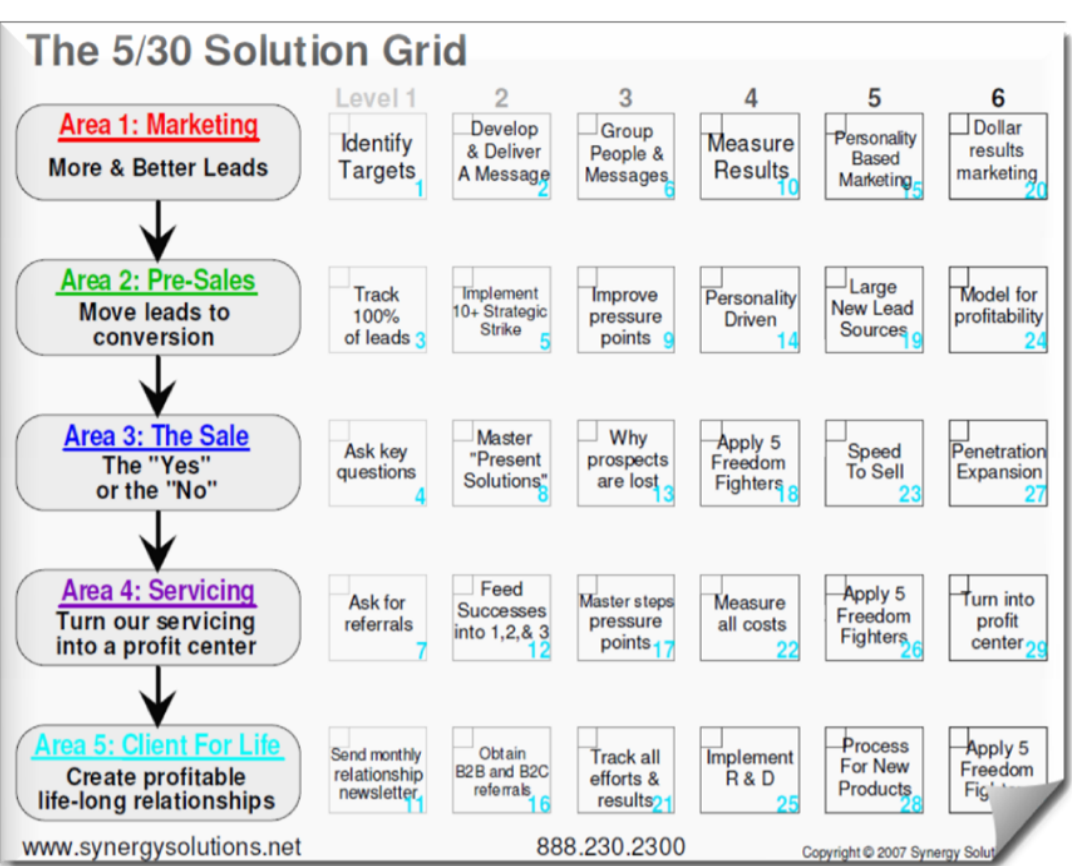 The 5/30 Solution Grid
Level 1 2 3 4 5 6
Area 1: Marketing
More & Better Leads
Identify
Targets
1
Develop
& Deliver
A Message
2
Group
People &
Messages
6
Measure
Results
10
Personality
Based
Marketing
15
Dollar
results
marketing
20
Area 2: Pre-Sales
Move leads to
conversion
Track
100%
of leads 3
Implement
10+ Strategic
Strike
5
Improve
pressure
points 9
Personality
Driven
14
Large
New Lead
Sources
19
Model for
profitability
24
Area 3: The Sale
The "Yes"
or the "No"
Ask key
questions
4
Master
"Present
Solutions"
8
Why
prospects
are lost
13
Apply 5
Freedom
Fighters
18
Speed
To Sell
23
Penetration
Expansion
27
Area 4: Servicing
Turn our servicing
into a profit center
Ask for
referrals
7
Feed
Successes
into 1,2,& 3
12
Master steps
pressure
points 17
Measure
all costs
22
Apply 5
Freedom
Fighters
26
Turn into
profit
center 29
Area 5: Client For Life
Create profitable
life-long relationships
Send monthly
relationship
newsletter
11
Obtain
B2B and B2C
referrals
16
Track all
efforts &
results 21
Implement
R & D
25
Process
For New
Products
28
Apply 5
Freedom
www.synergysolutions.net
888.230.2300
Copyright © 2007 Synergy